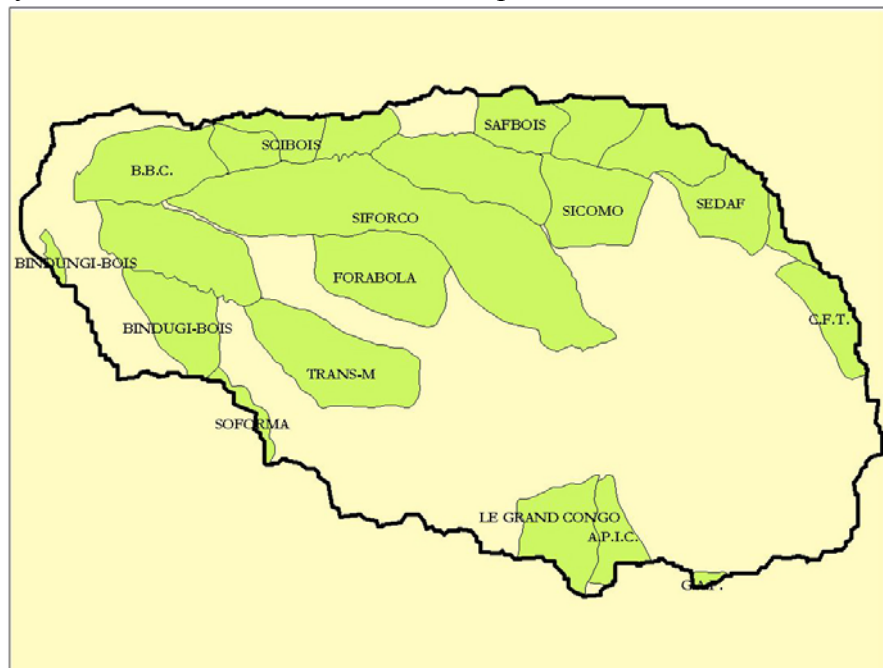 SAFBOIS
SCIBOIS
B.B.C.
SICOMO
SEDAF
SIFORCO
BINDUNGI-BOIS
FORABOLA
C.F.T.
BINDUGI-BOIS
TRANS-M
SOFORMA
LE GRAND CONGO
A.P.I.C.